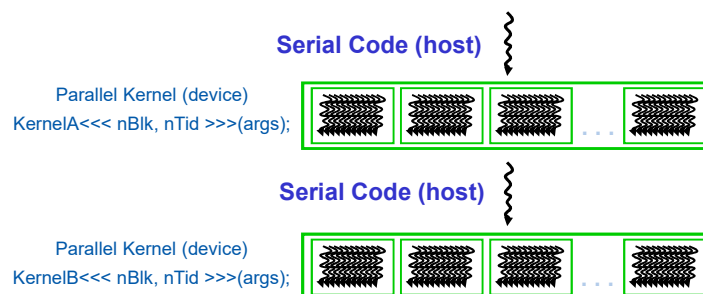 Serial Code (host)
Parallel Kernel (device)
KernelA<<< nBlk, nTid >>>(args);
. . .
Serial Code (host)
Parallel Kernel (device)
KernelB<<< nBlk, nTid >>>(args);
. . .